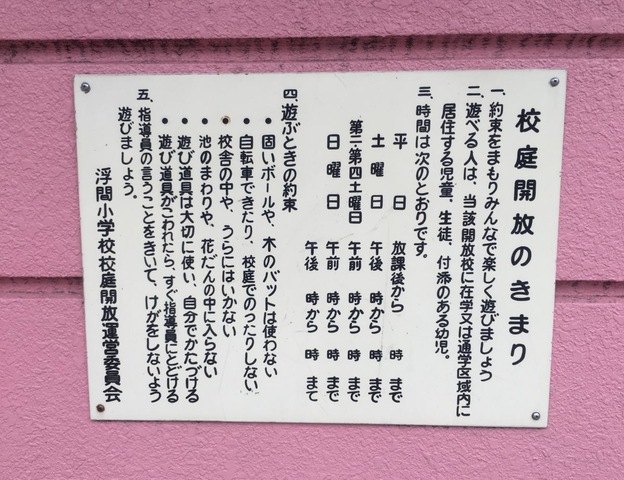 校庭開放のきまり
一、約束をまもりみんなで楽しく遊びましょう
二、遊べる人は、当該開放校に在学又は通学区域内に
居住する児童、生徒、付添のある幼児。
三、時間は次のとおりです。
平日 放課後から 時 まで
土曜日 午後 時から 時 まで
第二・第四土曜日 午前 時から 時 まで
日曜日 午前 時から 時 まで
午後 時から 時 まで
四、遊ぶときの約束
● 固いボールや、木のバットは使わない
● 自転車できたり、校庭でのったりしない
● 校舎の中や、うらにはいかない
● 池のまわりや、花だんの中に入らない
● 遊び道具は大切に使い、自分でかたづける
● 遊び道具がこわれたら、すぐ指導員にとどける
五、指導員の言うことをきいて、けがをしないよう
遊びましょう。
浮間小学校校庭開放運営委員会